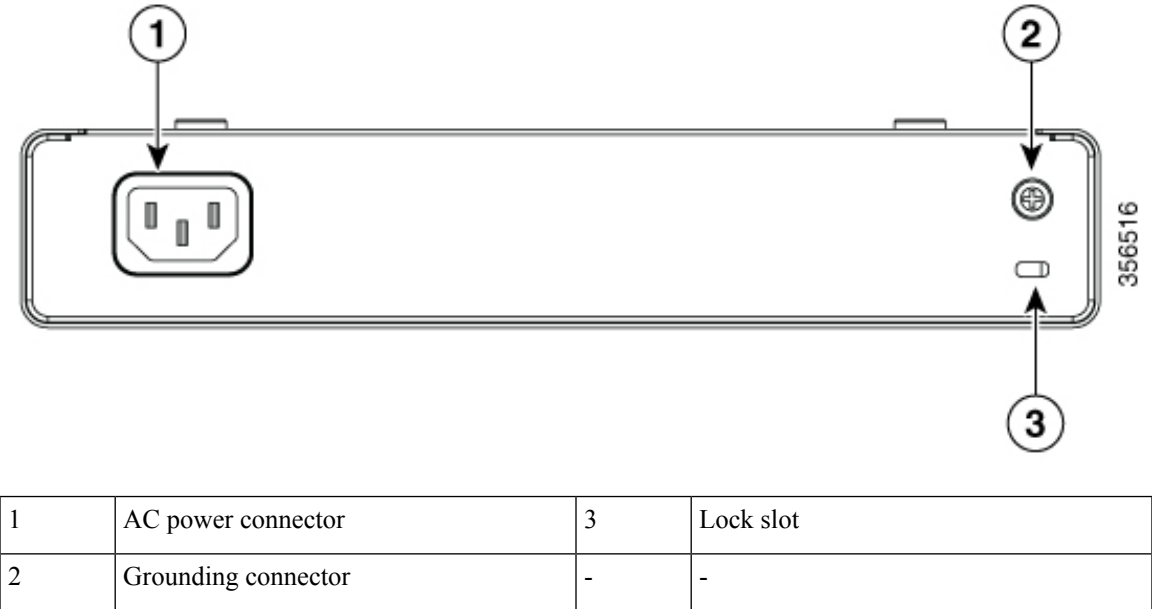 1
2
356516
3
1 AC power connector 3 Lock slot
2 Grounding connector - -